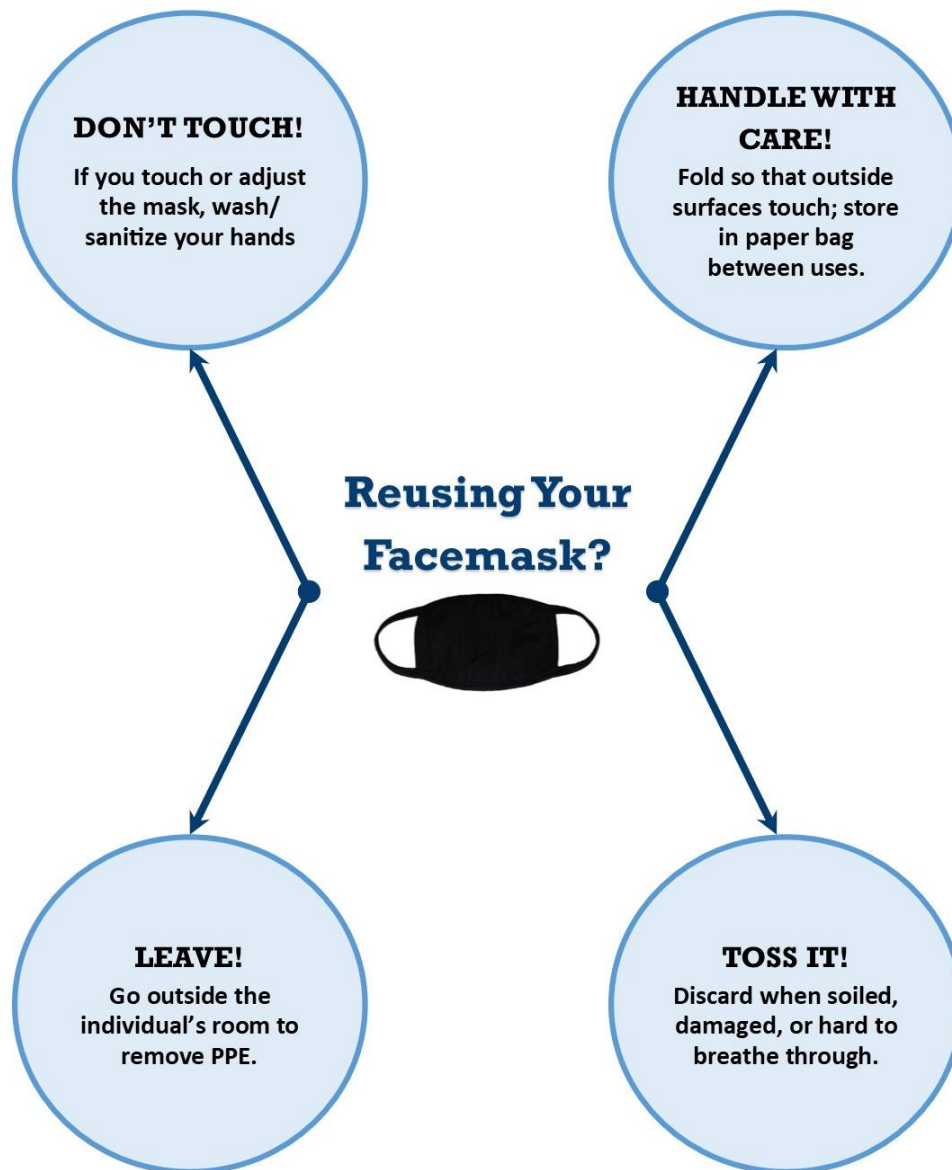 DON’T TOUCH!
If you touch or adjust
the mask, wash/
sanitize your hands
HANDLE WITH
CARE!
Fold so that outside
surfaces touch; store
in paper bag
between uses.
Reusing Your
Facemask?
LEAVE!
Go outside the
individual’s room to
remove PPE.
TOSS IT!
Discard when soiled,
damaged, or hard to
breathe through.